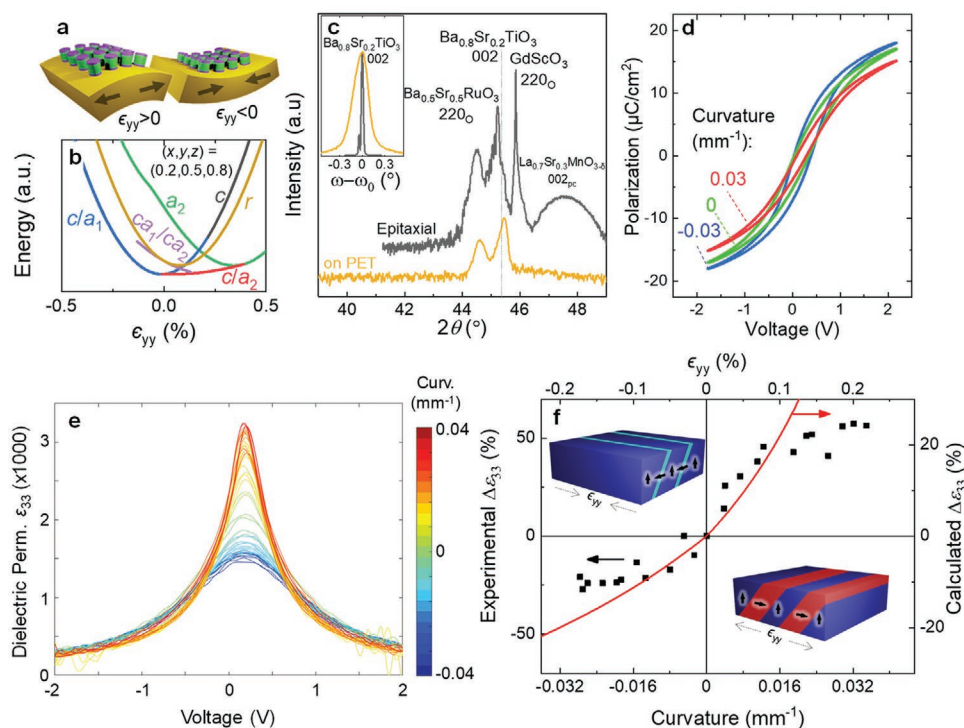 a
ϵyy>0
ϵyy<0
b
(x,y,z) =
(0.2,0.5,0.8)
c
r
a2
ca1/ca2
c/a1
c/a2
Energy (a.u.)
-0.5
0.0
0.5
ϵyy (%)
c
Ba0.8Sr0.2TiO3
002
-0.3
0.3
ω−ω0 (°)
Ba0.8Sr0.2TiO3
002
GdScO3
220O
Ba0.5Sr0.5RuO3
220O
La0.7Sr0.3MnO3-δ
002pc
Epitaxial
on PET
Intensity (a.u)
40
42
44
46
48
2θ (°)
d
Curvature
(mm-1):
0.03
0
-0.03
Polarization (µC/cm2)
20
10
0
-10
-20
-2
-1
0
1
2
Voltage (V)
e
Curv.
(mm-1)
0.04
0
-0.04
Dielectric Perm. ε33 (x1000)
3
2
1
0
-2
-1
0
1
2
Voltage (V)
f
ϵyy (%)
-0.2
-0.1
0
0.1
0.2
Experimental Δε33 (%)
50
0
-50
Calculated Δε33 (%)
20
0
-20
ϵyy
ϵyy
-0.032
-0.016
0
0.016
0.032
Curvature (mm-1)